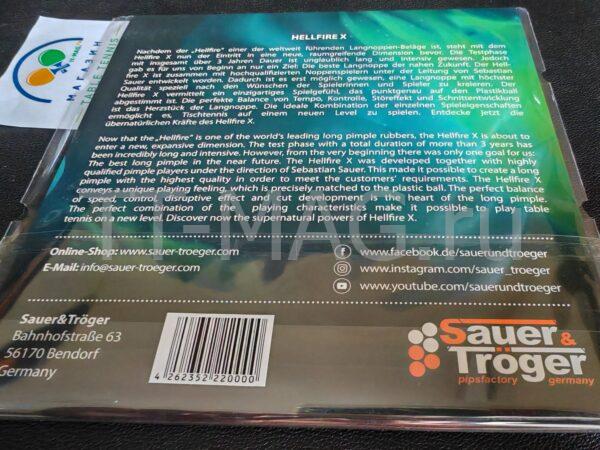 HELLFIRE X
Nachdem der „Hellfire" einer der weltweit führenden Langnoppen-Beläge ist, steht mit dem
Hellfire X nun der Eintritt in eine neue, raumgreifende Dimension bevor. Die Testphase
mit insgesamt über 3 Jahren Dauer ist unglaublich lang und intensiv gewesen. Jedoch
gab es für uns von Beginn an nur ein Ziel: Die beste Langnoppe der nahen Zukunft. Der Hell-
fire X ist zusammen mit hochqualifizierten Noppenspielern unter der Leitung von Sebastian
Sauer entwickelt worden. Dadurch ist es erst möglich gewesen, eine Langnoppe mit höchster
Qualität speziell nach den Wünschen der Spielerinnen und Spieler zu kreieren. Der
Hellfire X vermittelt ein einzigartiges Spielgefühl, das punktgenau auf den Plastikball
abgestimmt ist. Die perfekte Balance von Tempo, Kontrolle, Störeffekt und Schnittentwicklung
ist das Herzstück der Langnoppe. Die ideale Kombination der einzelnen Spieleigenschaften
ermöglicht es, Tischtennis auf einem neuen Level zu spielen. Entdecke jetzt die
übernatürlichen Kräfte des Hellfire X.
Now that the „Hellfire" is one of the world's leading long pimple rubbers, the Hellfire X is about to
enter a new, expansive dimension. The test phase with a total duration of more than 3 years has
been incredibly long and intensive. However, from the very beginning there was only one goal for us:
The best long pimple in the near future. The Hellfire X was developed together with highly
qualified pimple players under the direction of Sebastian Sauer. This made it possible to create a long
pimple with the highest quality in order to meet the customers' requirements. The Hellfire. X
conveys a unique playing feeling, which is precisely matched to the plastic ball. The perfect balance
of speed, control, disruptive effect and cut development is the heart of the long pimple.
The perfect combination of the playing characteristics make it possible to play table
tennis on a new level. Discover now the supernatural powers of Hellfire X.
TT-MAG.ru
Online-Shop: www.sauer-troeger.com
E-Mail: info@sauer-troeger.com
www.facebook.de/sauerundtroeger
www.instagram.com/sauer_troeger
www.youtube.com/sauerundtroeger
Sauer&Tröger
Bahnhofstraße 63
56170 Bendorf
Germany
4 262352 220000
Sauer &
Tröger
pipsfactory germany